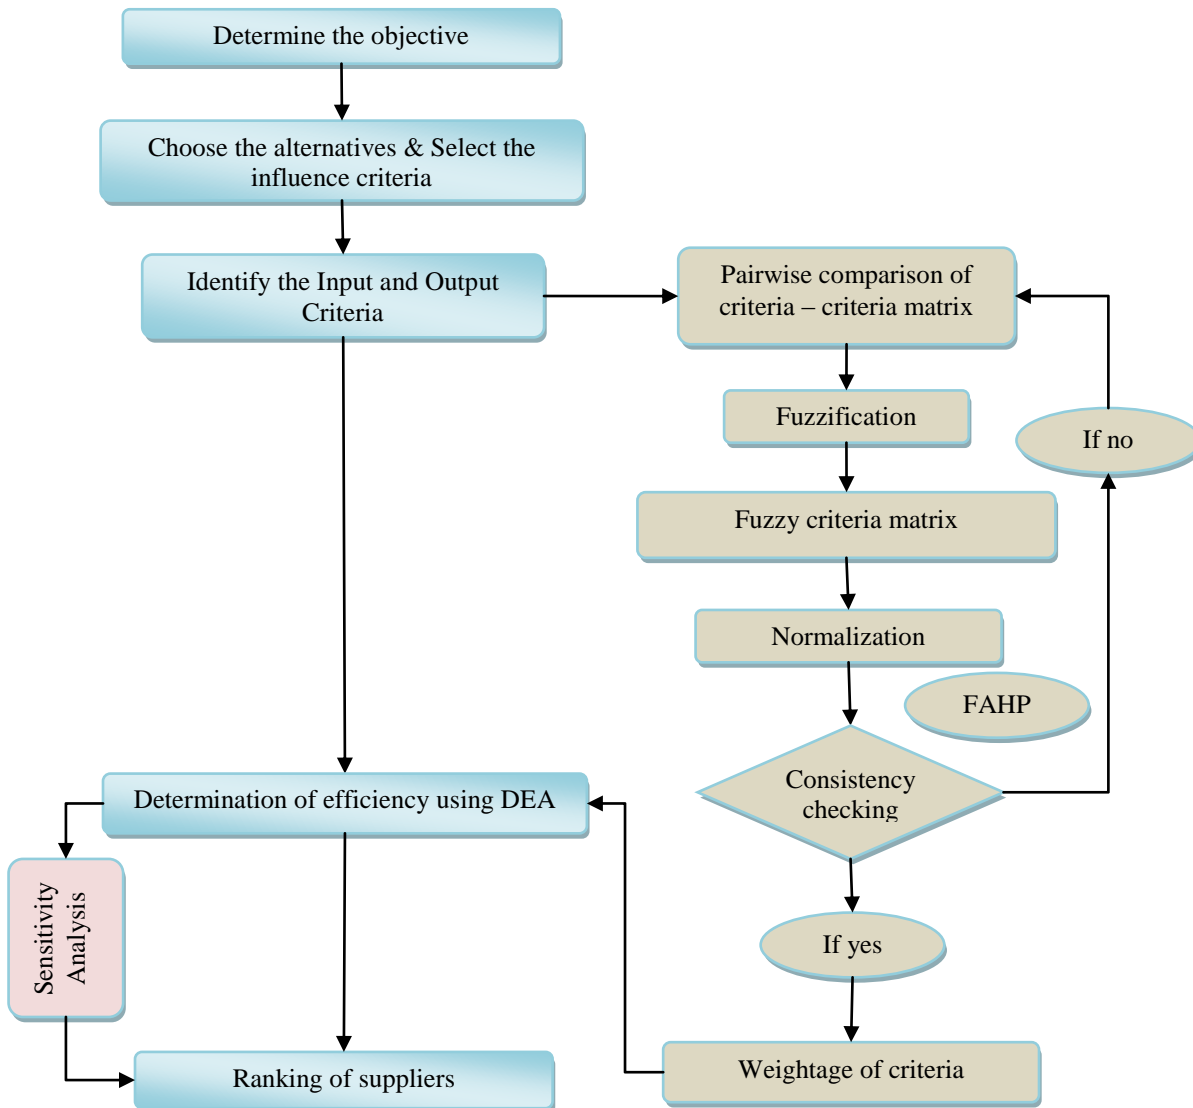 Determine the objective
Choose the alternatives & Select the
influence criteria
Identify the Input and Output
Criteria
Pairwise comparison of
criteria – criteria matrix
Fuzzification
If no
Fuzzy criteria matrix
Normalization
FAHP
Consistency
checking
Determination of efficiency using DEA
Sensitivity
Analysis
If yes
Weightage of criteria
Ranking of suppliers